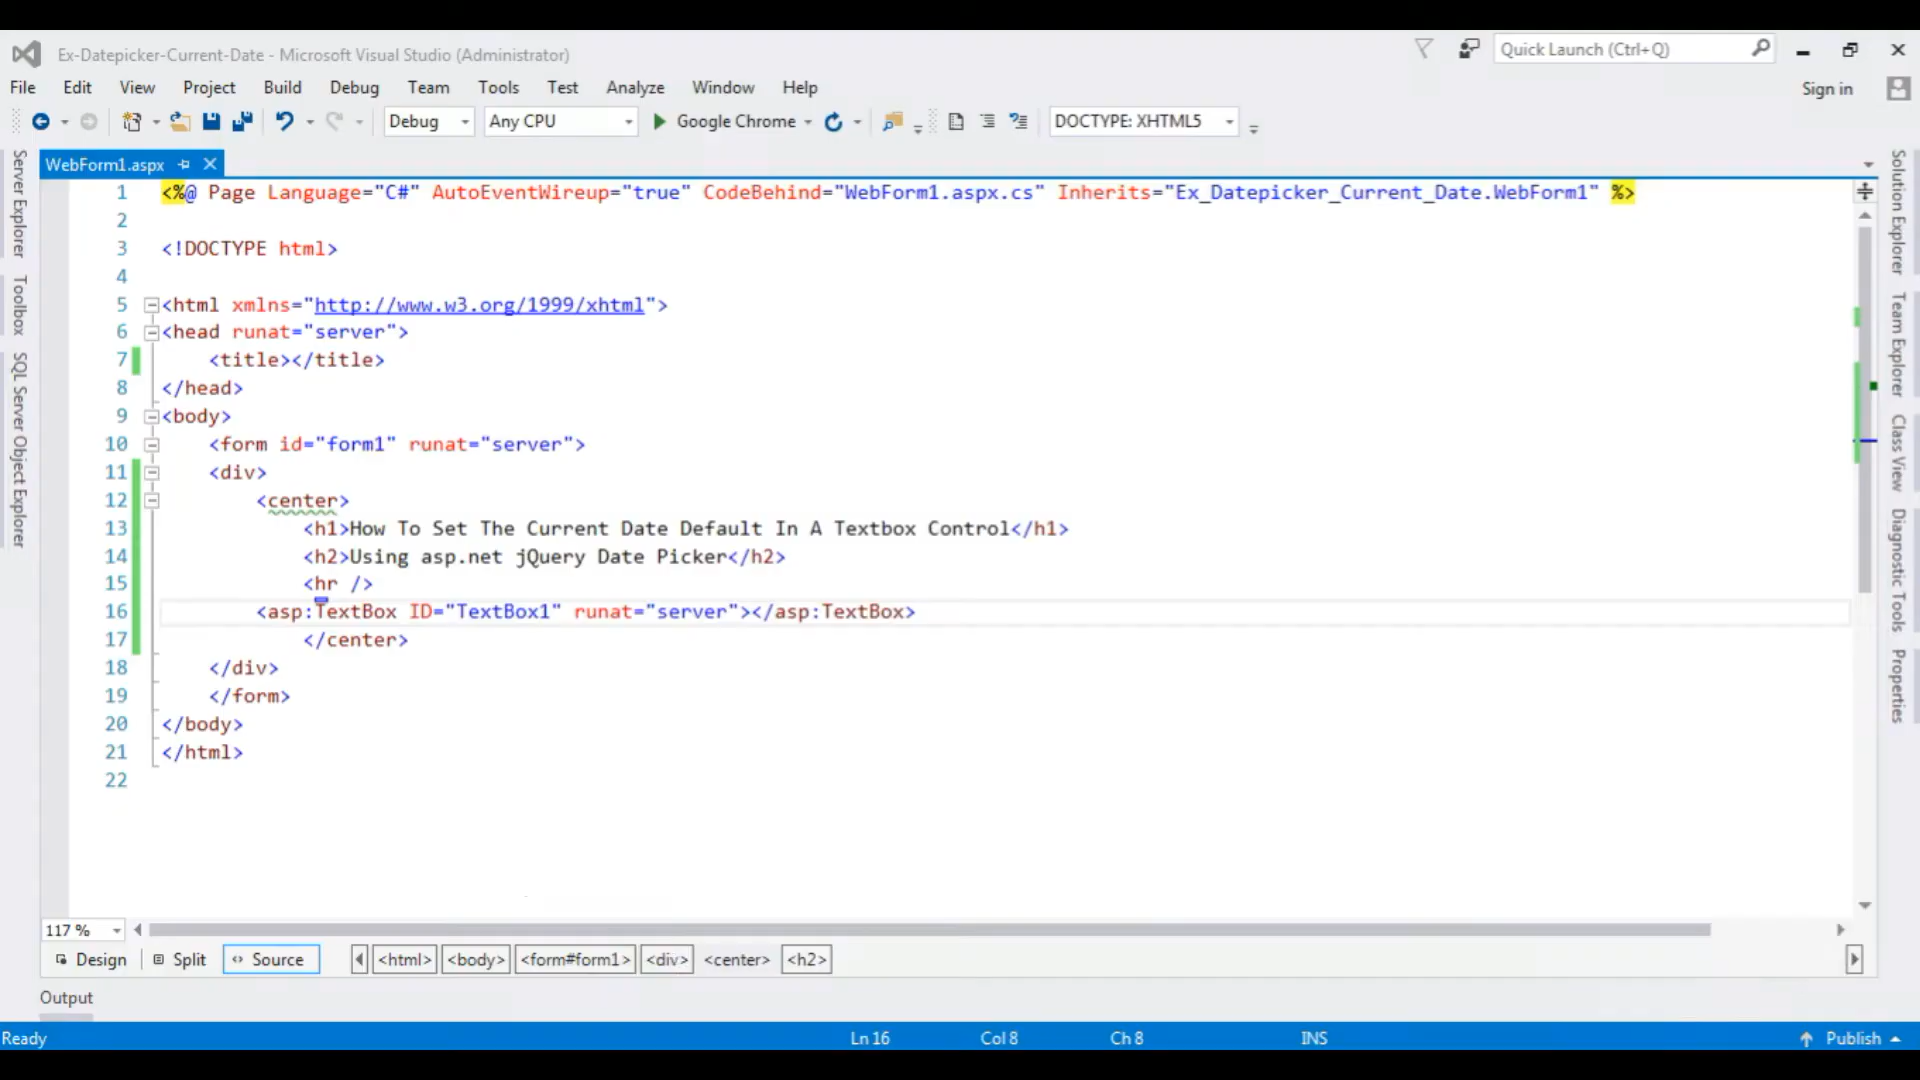 Ex-Datepicker-Current-Date - Microsoft Visual Studio (Administrator)
Quick Launch (Ctrl+Q)
File Edit View Project Build Debug Team Tools Test Analyze Window Help
Sign in
Debug Any CPU Google Chrome DOCTYPE: XHTML5
WebForm1.aspx
1 <%@ Page Language="C#" AutoEventWireup="true" CodeBehind="WebForm1.aspx.cs" Inherits="Ex_Datepicker_Current_Date.WebForm1" %>
2
3 <!DOCTYPE html>
4
5 <html xmlns="http://www.w3.org/1999/xhtml">
6 <head runat="server">
7 <title></title>
8 </head>
9 <body>
10 <form id="form1" runat="server">
11 <div>
12 <center>
13 <h1>How To Set The Current Date Default In A Textbox Control</h1>
14 <h2>Using asp.net jQuery Date Picker</h2>
15 <hr />
16 <asp:TextBox ID="TextBox1" runat="server"></asp:TextBox>
17 </center>
18 </div>
19 </form>
20 </body>
21 </html>
22
Server Explorer
Toolbox
SQL Server Object Explorer
Solution Explorer
Team Explorer
Class View
Diagnostic Tools
Properties
117 %
Design Split Source <html> <body> <form#form1> <div> <center> <h2>
Output
Ready Ln 16 Col 8 Ch 8 INS Publish